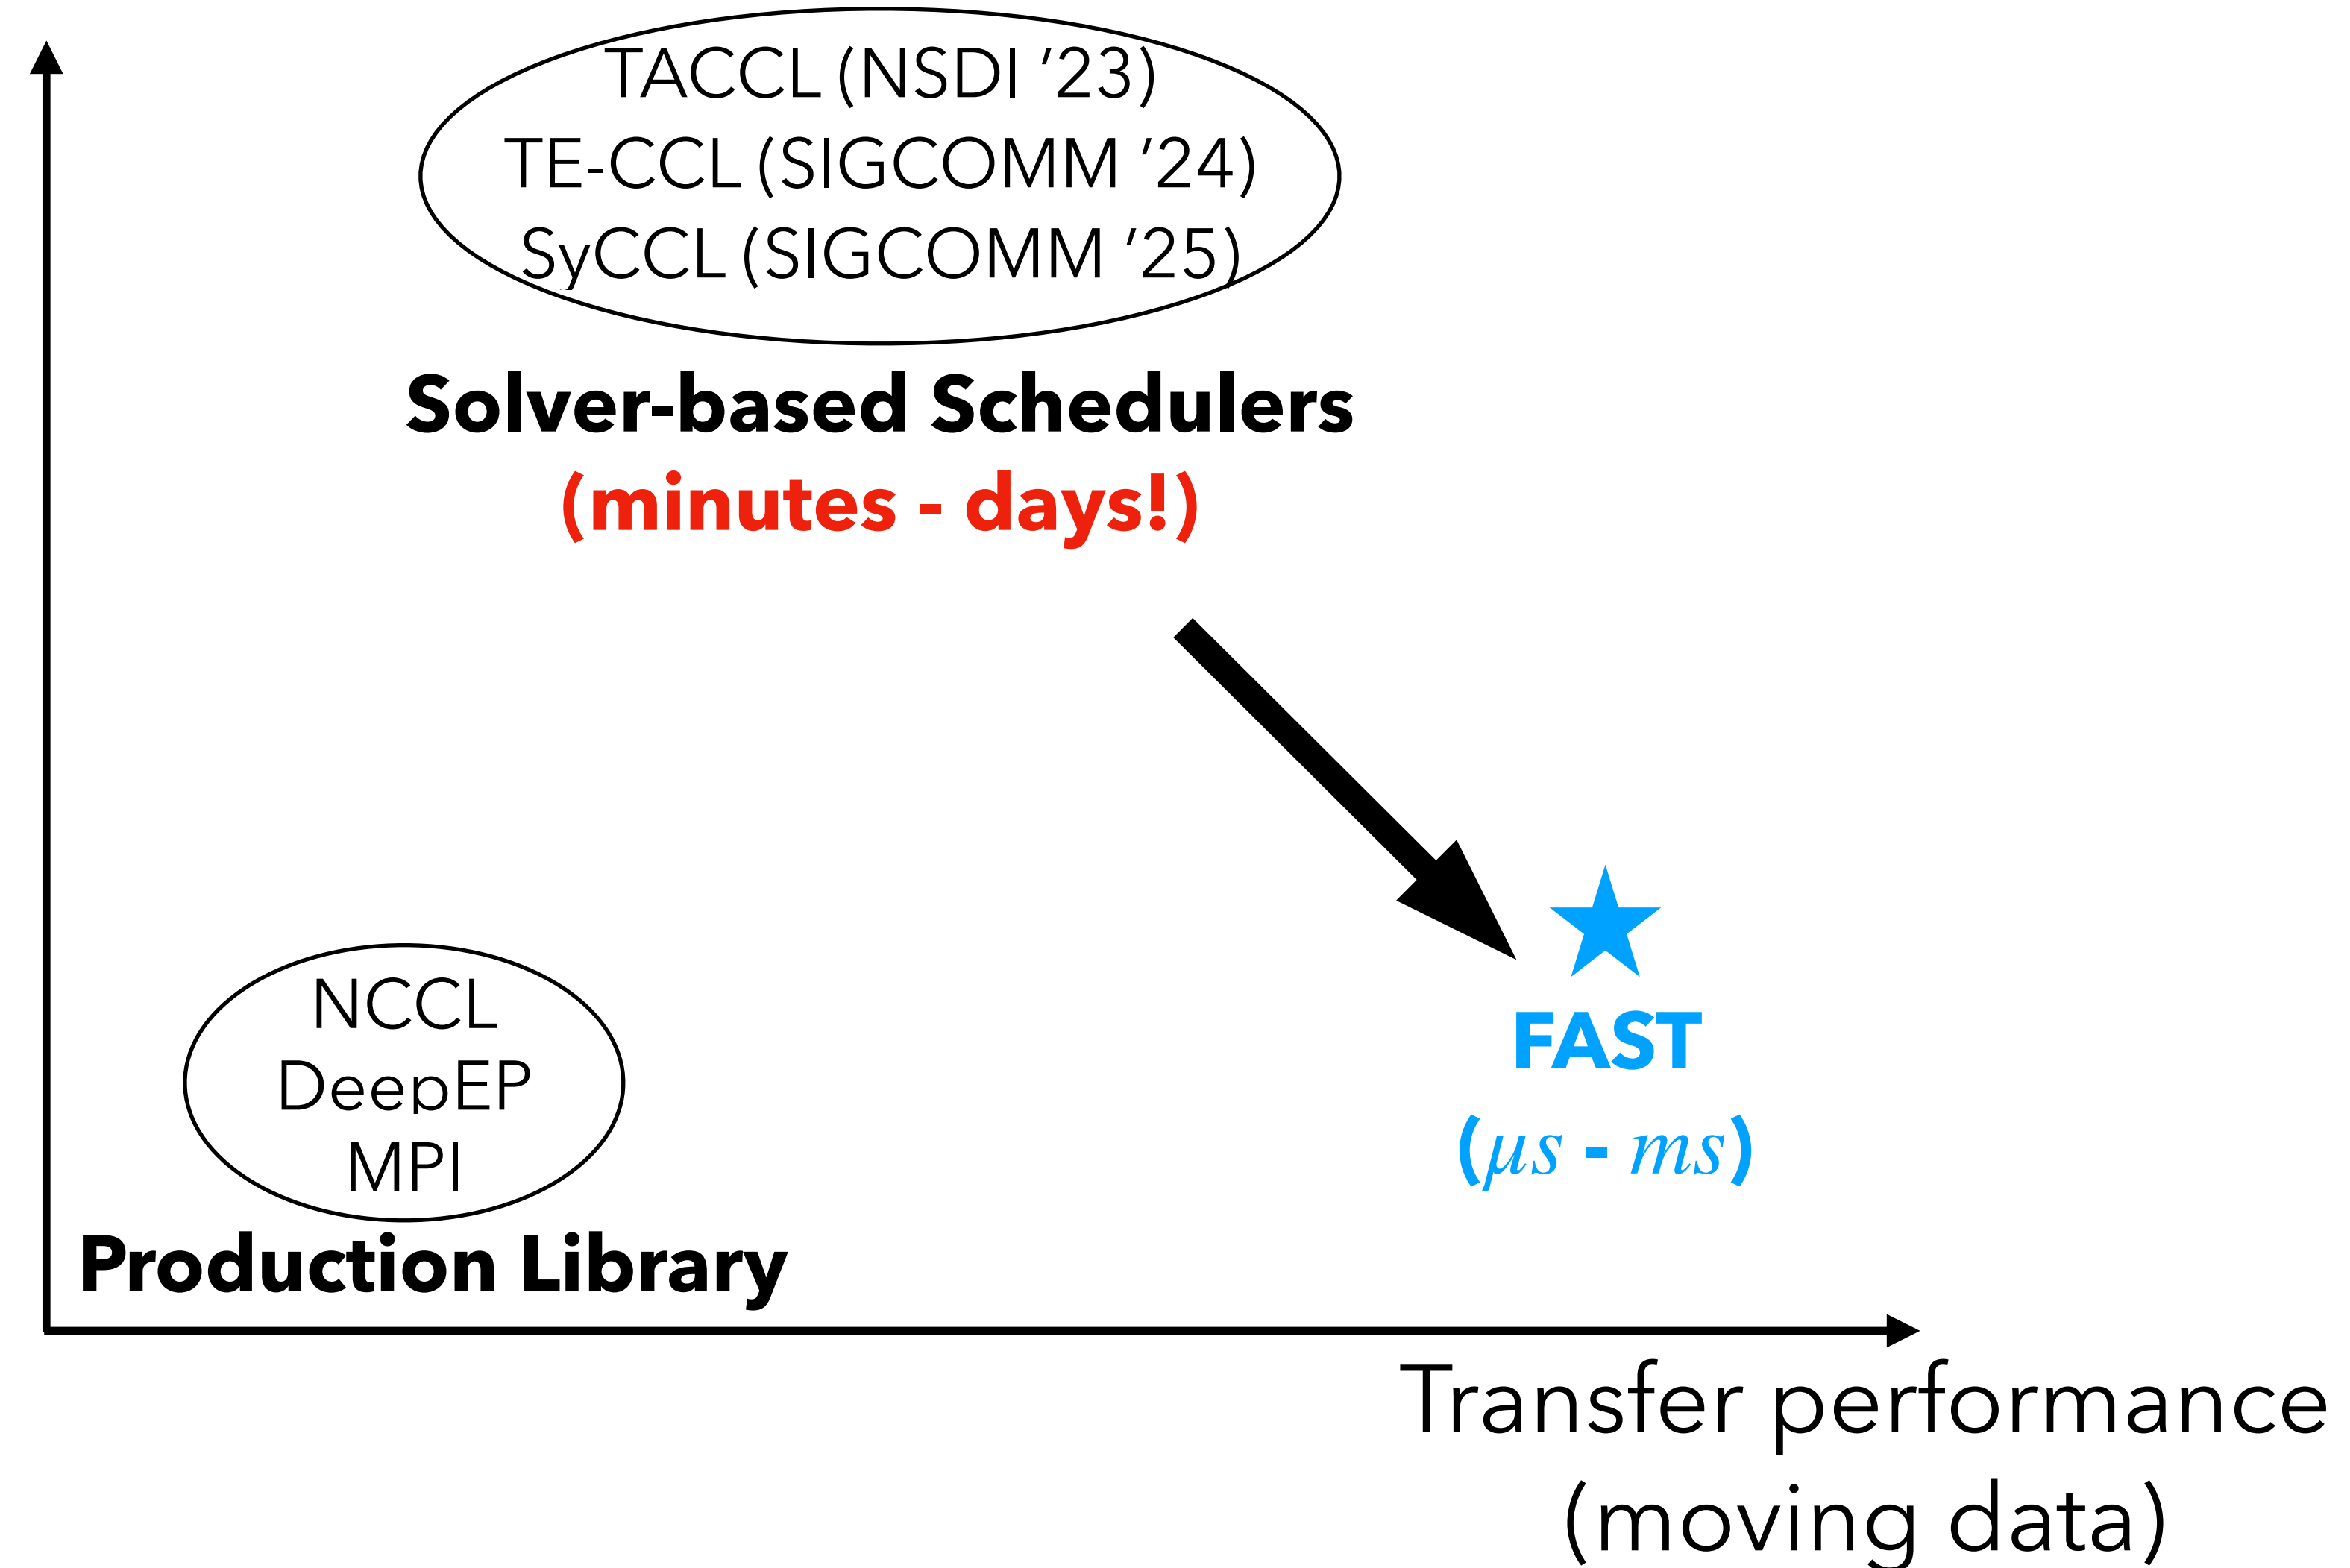 TACCL (NSDI ’23)
TE-CCL (SIGCOMM ’24)
SyCCL (SIGCOMM ’25)
Solver-based Schedulers
(minutes - days!)
NCCL
DeepEP
MPI
Production Library
FAST
(µs - ms)
Transfer performance
(moving data)